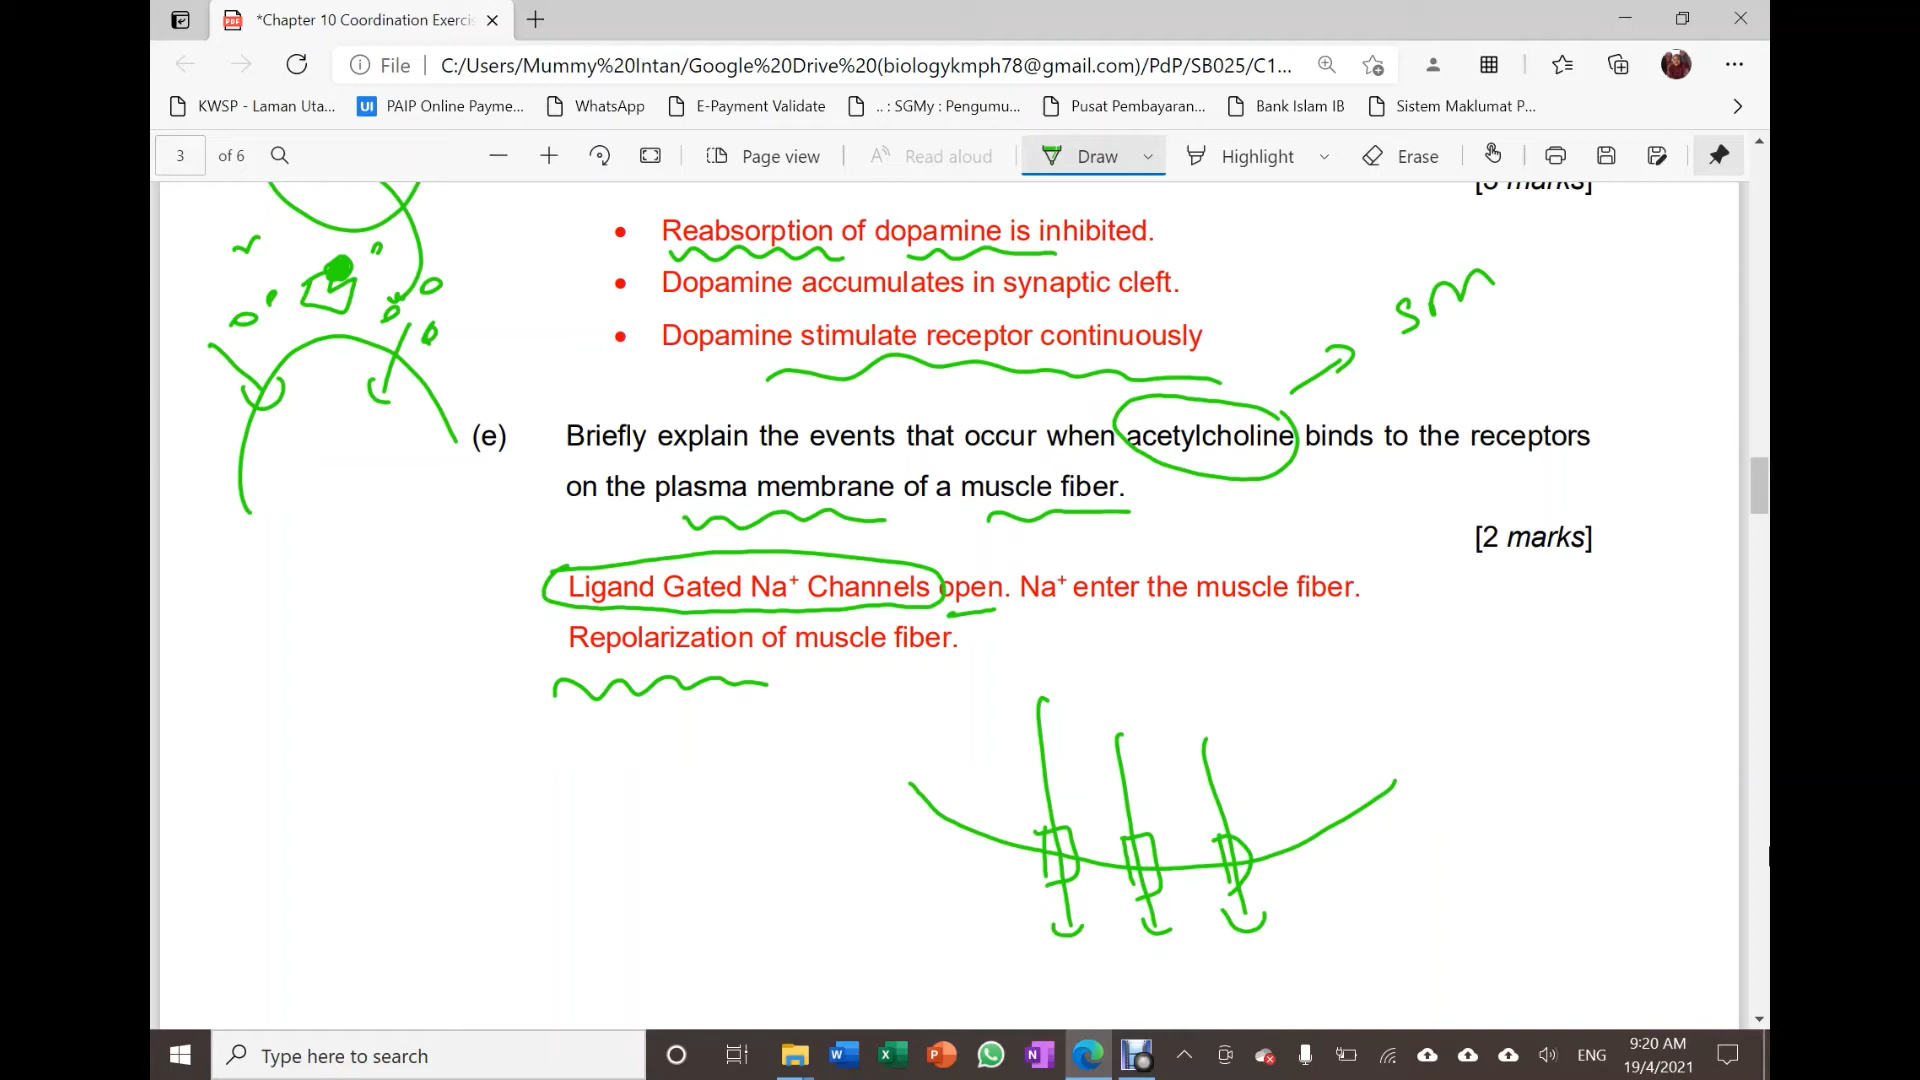 *Chapter 10 Coordination Exerci
File C:/Users/Mummy%20Intan/Google%20Drive%20(biologykmph78@gmail.com)/PdP/SB025/C1...
KWSP - Laman Uta... UI PAIP Online Payme... WhatsApp E-Payment Validate .. : SGMy : Pengumu... Pusat Pembayaran... Bank Islam IB Sistem Maklumat P...
3 of 6 Page view Read aloud Draw Highlight Erase
marks]
• Reabsorption of dopamine is inhibited.
• Dopamine accumulates in synaptic cleft.
• Dopamine stimulate receptor continuously
(e) Briefly explain the events that occur when acetylcholine binds to the receptors
on the plasma membrane of a muscle fiber.
[2 marks]
Ligand Gated Na⁺ Channels open. Na⁺ enter the muscle fiber.
Repolarization of muscle fiber.
Type here to search
ENG
9:20 AM
19/4/2021